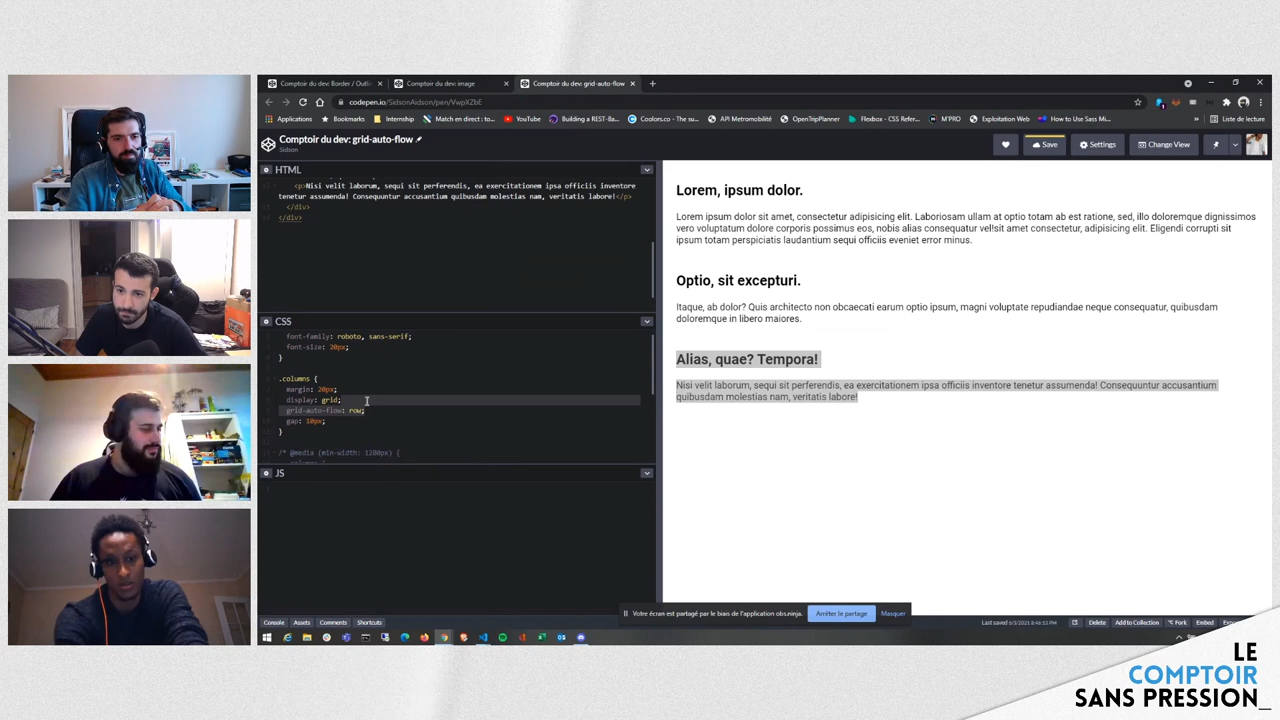 Comptoir du dev: Border / Outli
Comptoir du dev: image
Comptoir du dev: grid-auto-flow
codepen.io/SidsonAidson/pen/VwpXZbE
Applications
Bookmarks
Internship
Match en direct : to...
YouTube
Building a REST-Ba...
Coolors.co - The su...
API Metromobilité
OpenTripPlanner
Flexbox - CSS Refer...
M'PRO
Exploitation Web
How to Use Sass Mi...
»
Liste de lecture
Comptoir du dev: grid-auto-flow
Sidson
Save
Settings
Change View
HTML
<p>Nisi velit laborum, sequi sit perferendis, ea exercitationem ipsa officiis inventore
tenetur assumenda! Consequuntur accusantium quibusdam molestias nam, veritatis labore!</p>
</div>
</div>
CSS
font-family: roboto, sans-serif;
font-size: 20px;
}
.columns {
margin: 20px;
display: grid;
grid-auto-flow: row;
gap: 10px;
}
/* @media (min-width: 1280px) {
JS
Lorem, ipsum dolor.
Lorem ipsum dolor sit amet, consectetur adipisicing elit. Laboriosam ullam at optio totam ab est ratione, sed, illo doloremque dignissimos
vero voluptatum dolore corporis possimus eos, nobis alias consequatur vel!sit amet consectetur, adipisicing elit. Eligendi corrupti sit
ipsum totam perspiciatis laudantium sequi officiis eveniet error minus.
Optio, sit excepturi.
Itaque, ab dolor? Quis architecto non obcaecati earum optio ipsum, magni voluptate repudiandae neque consequatur, quibusdam
doloremque in libero maiores.
Alias, quae? Tempora!
Nisi velit laborum, sequi sit perferendis, ea exercitationem ipsa officiis inventore tenetur assumenda! Consequuntur accusantium
quibusdam molestias nam, veritatis labore!
Votre écran est partagé par le biais de l'application obs.ninja.
Arrêter le partage
Masquer
Console
Assets
Comments
Shortcuts
Last saved
Delete
Add to Collection
Fork
Embed
LE
COMPTOIR
SANS PRESSION_